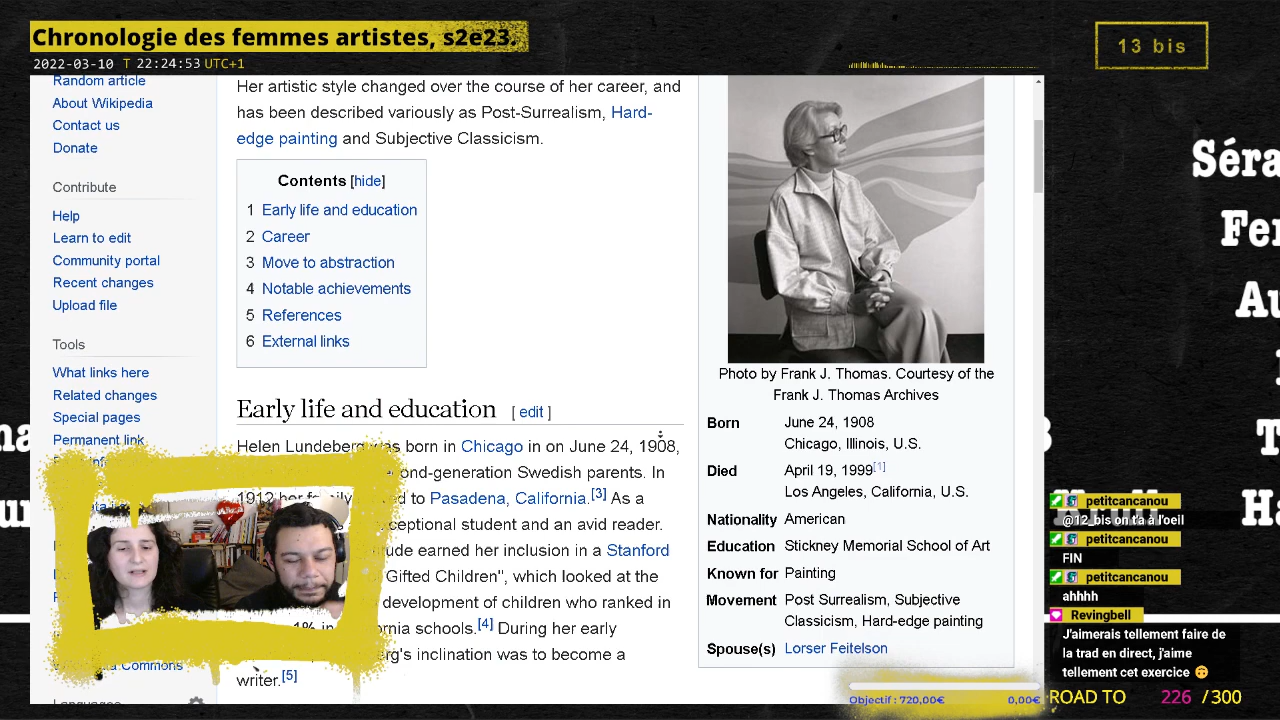 Chronologie des femmes artistes, s2e23.
2022-03-10 T 22:24:53 UTC+1
13 bis
Random article
About Wikipedia
Contact us
Donate
Contribute
Help
Learn to edit
Community portal
Recent changes
Upload file
Tools
What links here
Related changes
Special pages
Permanent link
Her artistic style changed over the course of her career, and
has been described variously as Post-Surrealism, Hard-
edge painting and Subjective Classicism.
Contents [hide]
1 Early life and education
2 Career
3 Move to abstraction
4 Notable achievements
5 References
6 External links
Early life and education [ edit ]
Helen Lundeberg was born in Chicago in on June 24, 1908,
ond-generation Swedish parents. In
1912 her family to Pasadena, California.[3] As a
ceptional student and an avid reader.
ude earned her inclusion in a Stanford
Gifted Children", which looked at the
development of children who ranked in
1% in nia schools.[4] During her early
rg's inclination was to become a
writer.[5]
Commons
Photo by Frank J. Thomas. Courtesy of the
Frank J. Thomas Archives
Born June 24, 1908
Chicago, Illinois, U.S.
Died April 19, 1999[1]
Los Angeles, California, U.S.
Nationality American
Education Stickney Memorial School of Art
Known for Painting
Movement Post Surrealism, Subjective
Classicism, Hard-edge painting
Spouse(s) Lorser Feitelson
Séra
Fer
Au
T
Ha
petitcancanou
@12_bis on t'a à l'oeil
petitcancanou
FIN
petitcancanou
ahhhh
Revingbell
J'aimerais tellement faire de
la trad en direct, j'aime
tellement cet exercice 🙃
Objectif : 720,00€ 0,00€
ROAD TO 226 /300